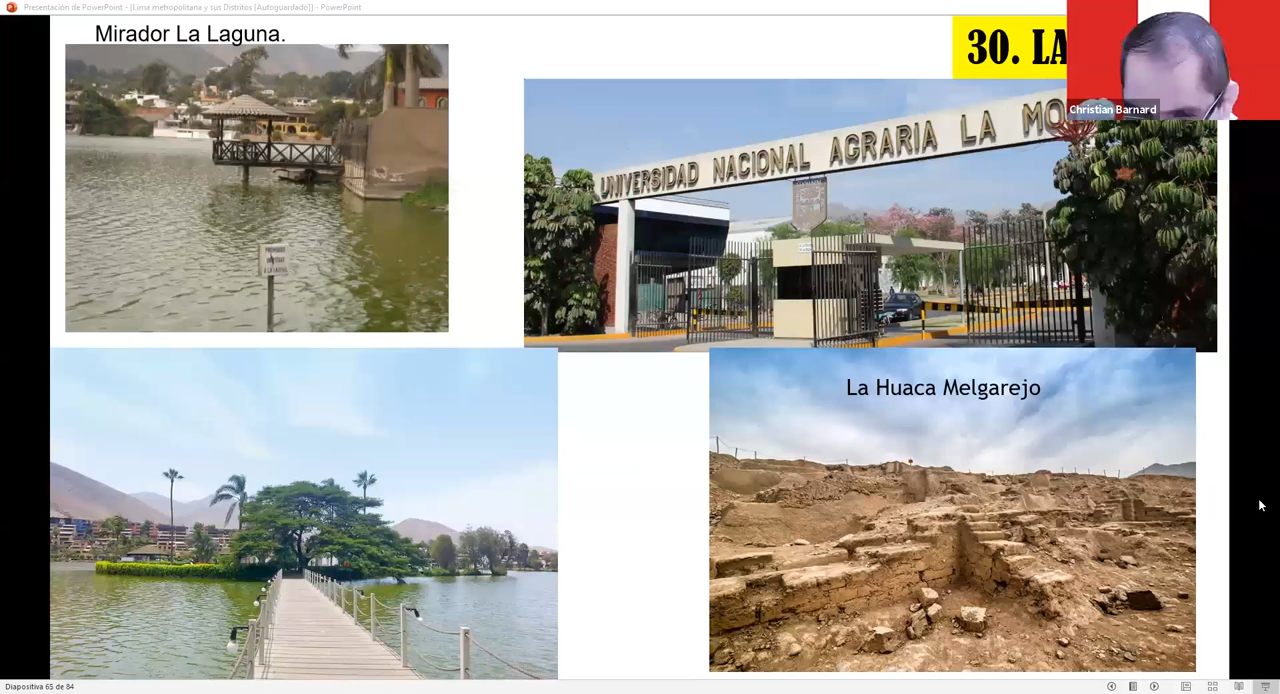 Presentación de PowerPoint - [Lima metropolitana y sus Distritos [Autoguardado]] - PowerPoint
Mirador La Laguna.
30. LA
Christian Barnard
UNIVERSIDAD NACIONAL AGRARIA LA MO
La Huaca Melgarejo
Diapositiva 65 de 84